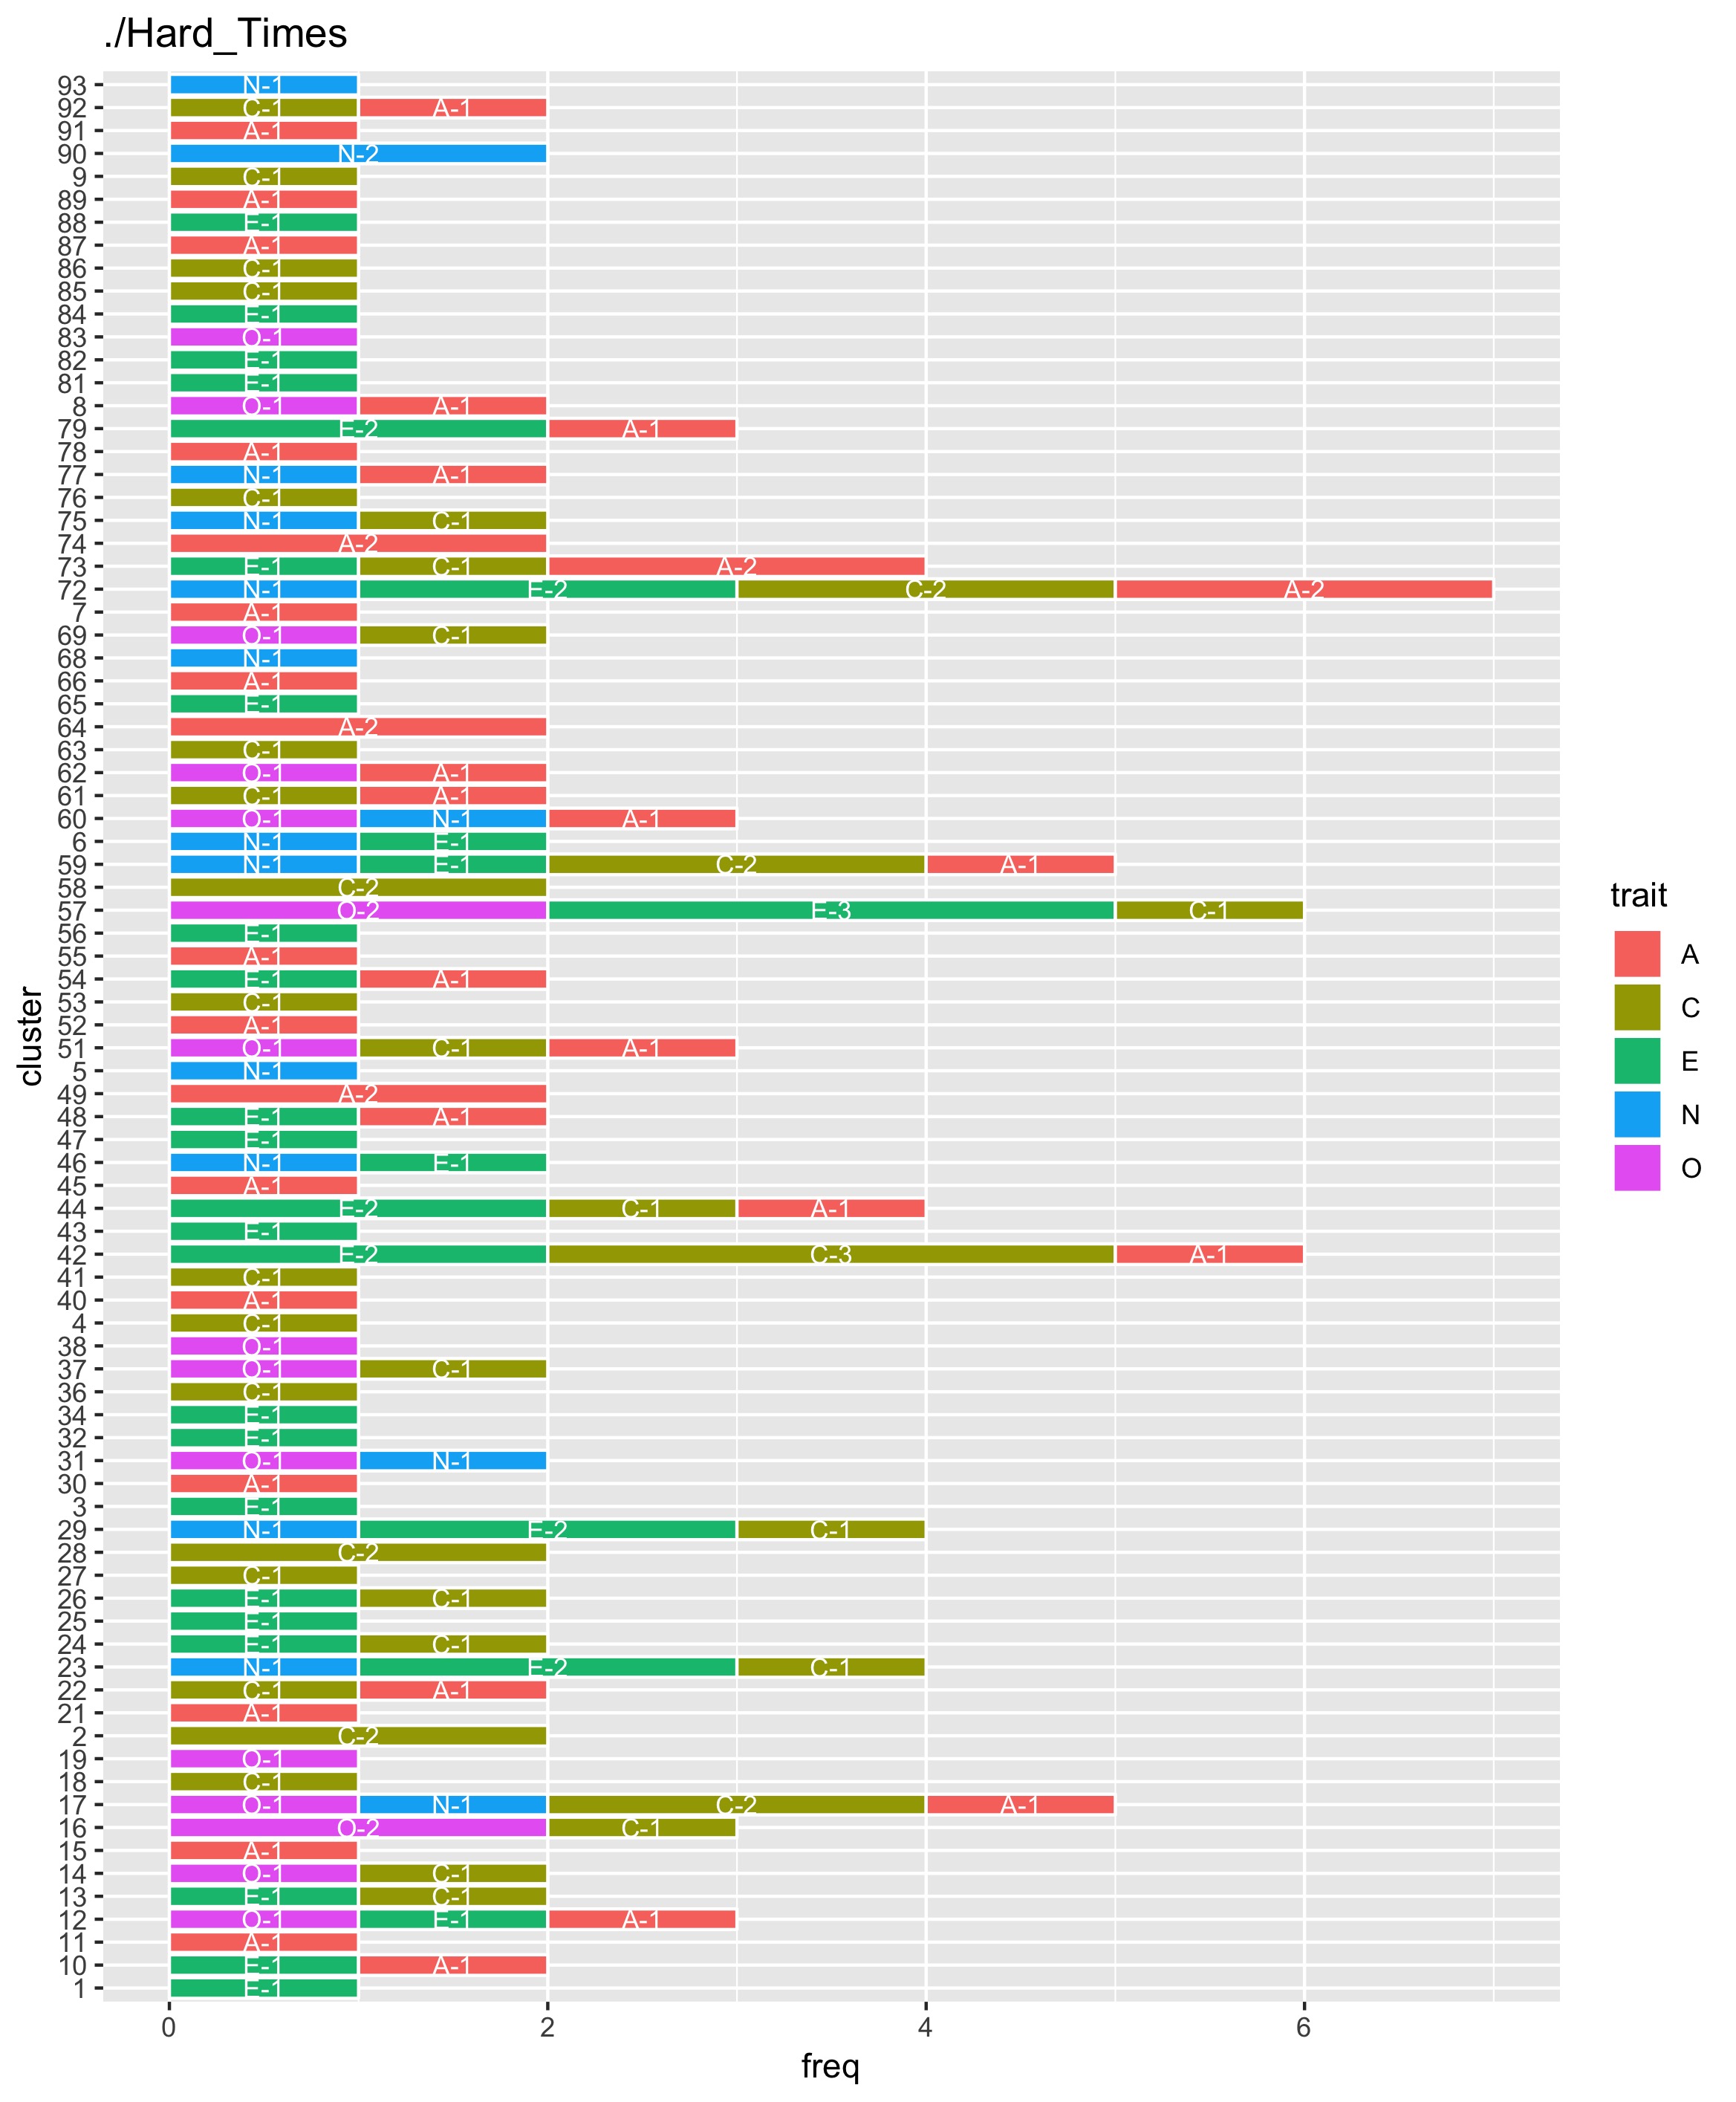 ./Hard_Times
93 N-1
92 C-1 A-1
91 A-1
90 N-2
9 C-1
89 A-1
88 E-1
87 A-1
86 C-1
85 C-1
84 E-1
83 O-1
82 E-1
81 E-1
8 O-1 A-1
79 E-2 A-1
78 A-1
77 N-1 A-1
76 C-1
75 N-1 C-1
74 A-2
73 E-1 C-1 A-2
72 N-1 E-2 C-2 A-2
7 A-1
69 O-1 C-1
68 N-1
66 A-1
65 E-1
64 A-2
63 C-1
62 O-1 A-1
61 C-1 A-1
60 O-1 N-1 A-1
6 N-1 E-1
59 N-1 E-1 C-2 A-1
58 C-2
57 O-2 E-3 C-1
56 E-1
55 A-1
54 E-1 A-1
53 C-1
52 A-1
51 O-1 C-1 A-1
5 N-1
49 A-2
48 E-1 A-1
47 E-1
46 N-1 E-1
45 A-1
44 E-2 C-1 A-1
43 E-1
42 E-2 C-3 A-1
41 C-1
40 A-1
4 C-1
38 O-1
37 O-1 C-1
36 C-1
34 E-1
32 E-1
31 O-1 N-1
30 A-1
3 E-1
29 N-1 E-2 C-1
28 C-2
27 C-1
26 E-1 C-1
25 E-1
24 E-1 C-1
23 N-1 E-2 C-1
22 C-1 A-1
21 A-1
2 C-2
19 O-1
18 C-1
17 O-1 N-1 C-2 A-1
16 O-2 C-1
15 A-1
14 O-1 C-1
13 E-1 C-1
12 O-1 E-1 A-1
11 A-1
10 E-1 A-1
1 E-1
0 2 4 6
freq
cluster
trait
A
C
E
N
O